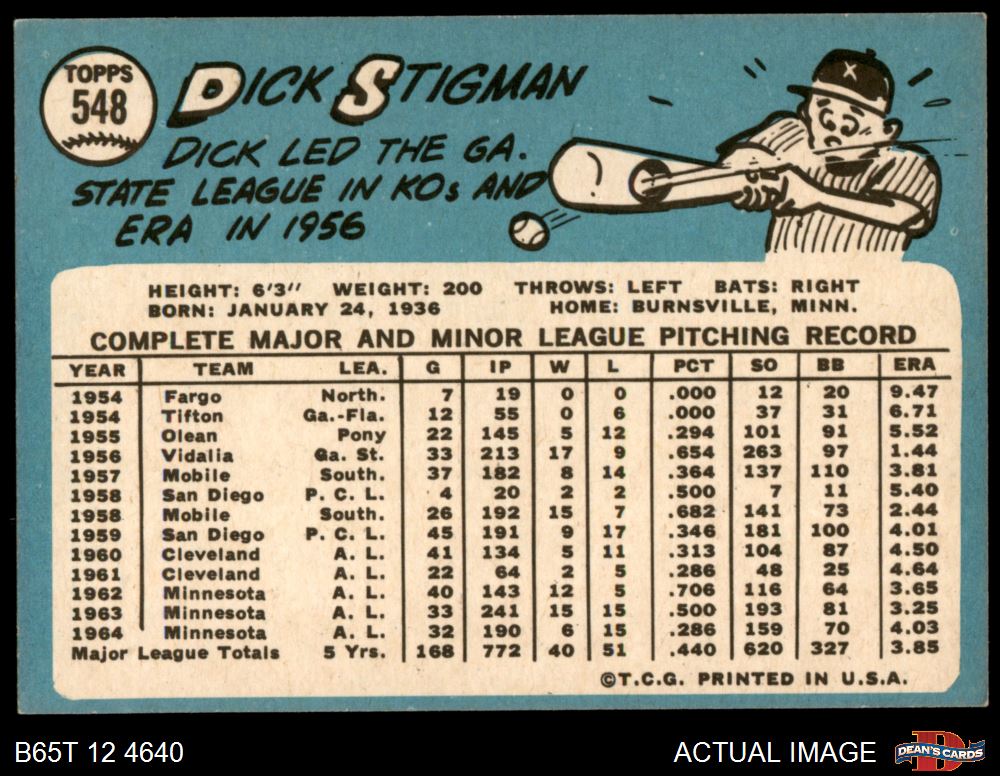 TOPPS
548
DICK STIGMAN
DICK LED THE GA.
STATE LEAGUE IN KOs AND
ERA IN 1956
HEIGHT: 6'3" WEIGHT: 200 THROWS: LEFT BATS: RIGHT
BORN: JANUARY 24, 1936 HOME: BURNSVILLE, MINN.
COMPLETE MAJOR AND MINOR LEAGUE PITCHING RECORD
YEAR TEAM LEA. G IP W L PCT SO BB ERA
1954 Fargo North. 7 19 0 0 .000 12 20 9.47
1954 Tifton Ga.-Fla. 12 55 0 6 .000 37 31 6.71
1955 Olean Pony 22 145 5 12 .294 101 91 5.52
1956 Vidalia Ga. St. 33 213 17 9 .654 263 97 1.44
1957 Mobile South. 37 182 8 14 .364 137 110 3.81
1958 San Diego P. C. L. 4 20 2 2 .500 7 11 5.40
1958 Mobile South. 26 192 15 7 .682 141 73 2.44
1959 San Diego P. C. L. 45 191 9 17 .346 181 100 4.01
1960 Cleveland A. L. 41 134 5 11 .313 104 87 4.50
1961 Cleveland A. L. 22 64 2 5 .286 48 25 4.64
1962 Minnesota A. L. 40 143 12 5 .706 116 64 3.65
1963 Minnesota A. L. 33 241 15 15 .500 193 81 3.25
1964 Minnesota A. L. 32 190 6 15 .286 159 70 4.03
Major League Totals 5 Yrs. 168 772 40 51 .440 620 327 3.85
©T.C.G. PRINTED IN U.S.A.
B65T 12 4640 ACTUAL IMAGE DEAN'S CARDS